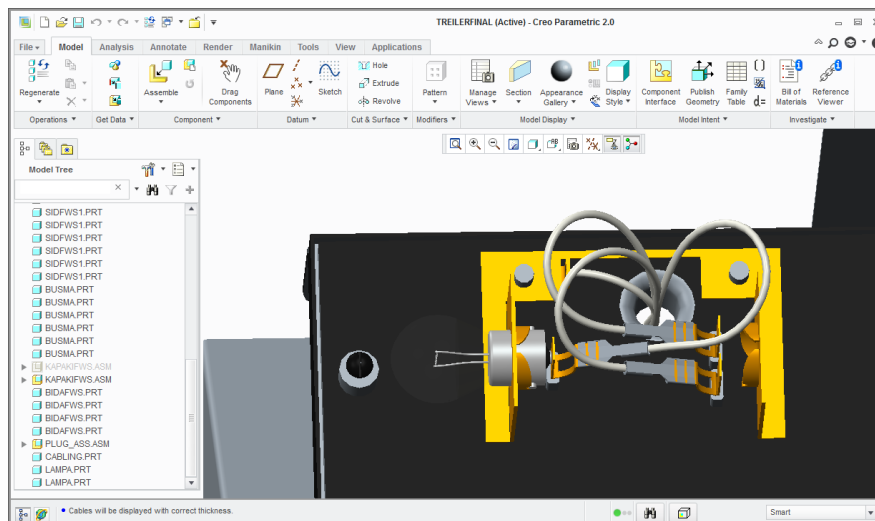 TREILERFINAL (Active) - Creo Parametric 2.0
File Model Analysis Annotate Render Manikin Tools View Applications
Regenerate
Assemble
Drag
Components
Plane
Sketch
Hole
Extrude
Revolve
Pattern
Manage
Views
Section
Appearance
Gallery
Display
Style
Component
Interface
Publish
Geometry
Family
Table
d=
Bill of
Materials
Reference
Viewer
Operations Get Data Component Datum Cut & Surface Modifiers Model Display Model Intent Investigate
Model Tree
SIDFWS1.PRT
SIDFWS1.PRT
SIDFWS1.PRT
SIDFWS1.PRT
SIDFWS1.PRT
SIDFWS1.PRT
BUSMA.PRT
BUSMA.PRT
BUSMA.PRT
BUSMA.PRT
BUSMA.PRT
BUSMA.PRT
KAPAKIFWS.ASM
KAPAKIFWS.ASM
BIDAFWS.PRT
BIDAFWS.PRT
BIDAFWS.PRT
BIDAFWS.PRT
PLUG_ASS.ASM
CABLING.PRT
LAMPA.PRT
LAMPA.PRT
Cables will be displayed with correct thickness.
Smart